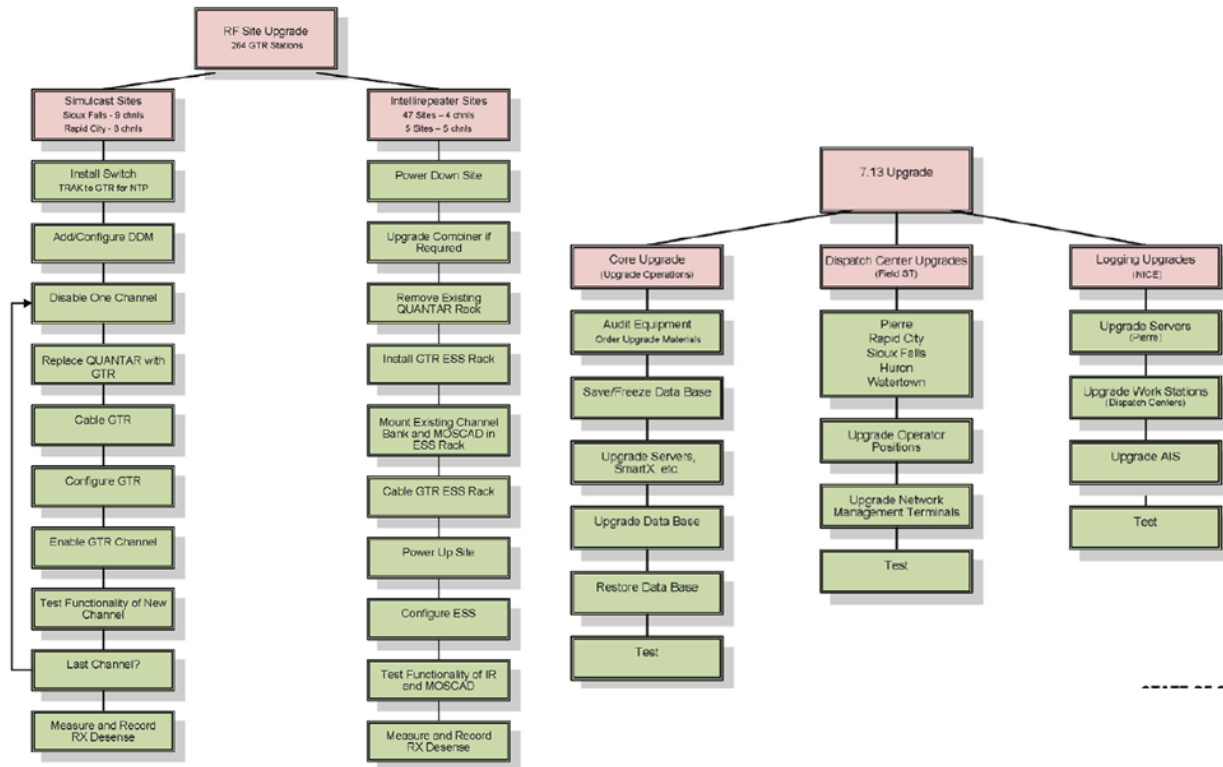 RF Site Upgrade
264 GTR Stations
Simulcast Sites
Sioux Falls - 9 chnls
Rapid City - 8 chnls
Install Switch
TRAK to GTR for NTP
Add/Configure DDM
Disable One Channel
Replace QUANTAR with
GTR
Cable GTR
Configure GTR
Enable GTR Channel
Test Functionality of New
Channel
Last Channel?
Measure and Record
RX Desense
Intellirepeater Sites
47 Sites – 4 chnls
5 Sites – 5 chnls
Power Down Site
Upgrade Combiner if
Required
Remove Existing
QUANTAR Rack
Install GTR ESS Rack
Mount Existing Channel
Bank and MOSCAD in
ESS Rack
Cable GTR ESS Rack
Power Up Site
Configure ESS
Test Functionality of IR
and MOSCAD
Measure and Record
RX Desense
7.13 Upgrade
Core Upgrade
(Upgrade Operations)
Audit Equipment
Order Upgrade Materials
Save/Freeze Data Base
Upgrade Servers,
SmartX, etc
Upgrade Data Base
Restore Data Base
Test
Dispatch Center Upgrades
(Field ST)
Pierre
Rapid City
Sioux Falls
Huron
Watertown
Upgrade Operator
Positions
Upgrade Network
Management Terminals
Test
Logging Upgrades
(NICE)
Upgrade Servers
(Pierre)
Upgrade Work Stations
(Dispatch Centers)
Upgrade AIS
Test